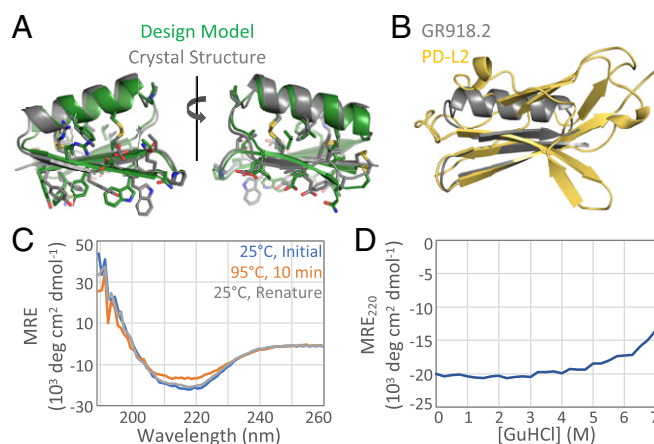 A
Design Model
Crystal Structure
B
GR918.2
PD-L2
C
25°C, Initial
95°C, 10 min
25°C, Renature
MRE
(10³ deg cm² dmol⁻¹)
50
30
10
-10
-30
200
220
240
260
Wavelength (nm)
D
MRE₂₂₀
(10³ deg cm² dmol⁻¹)
0
-5
-10
-15
-20
-25
0 1 2 3 4 5 6 7
[GuHCl] (M)